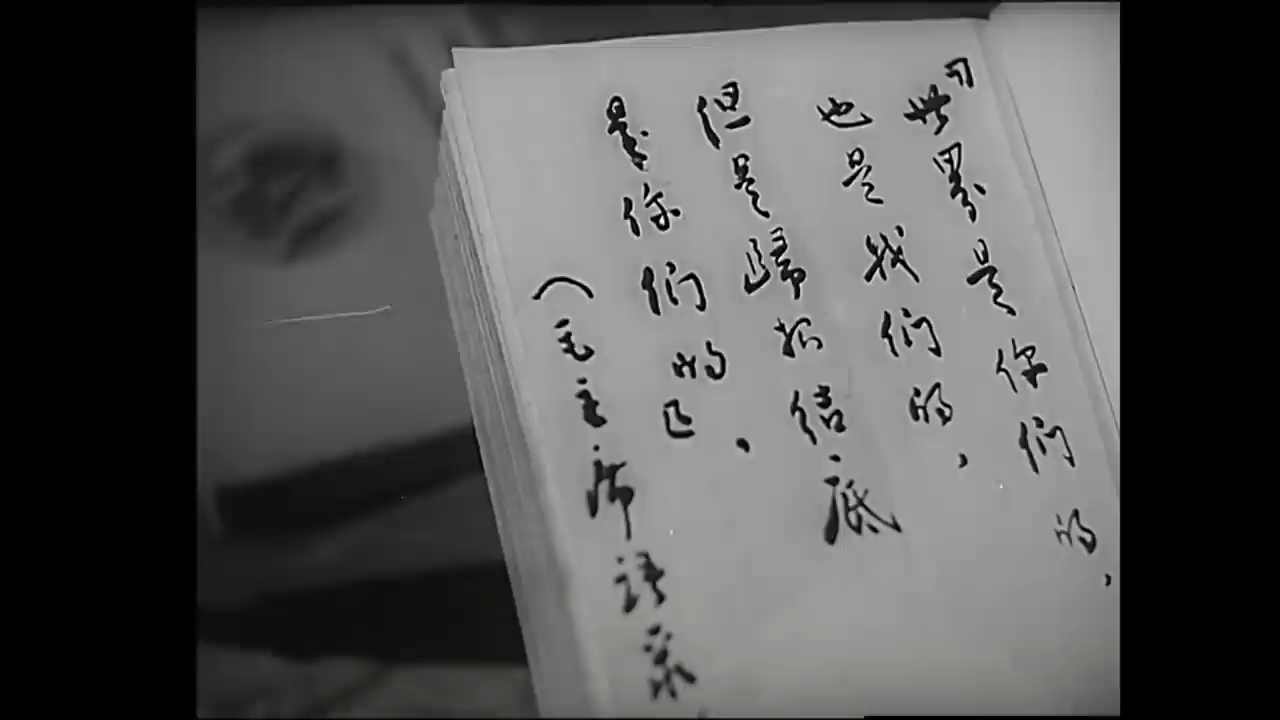 『世界是你们的，
也是我们的，
但是歸根结底
是你们的，』
（毛主席语录